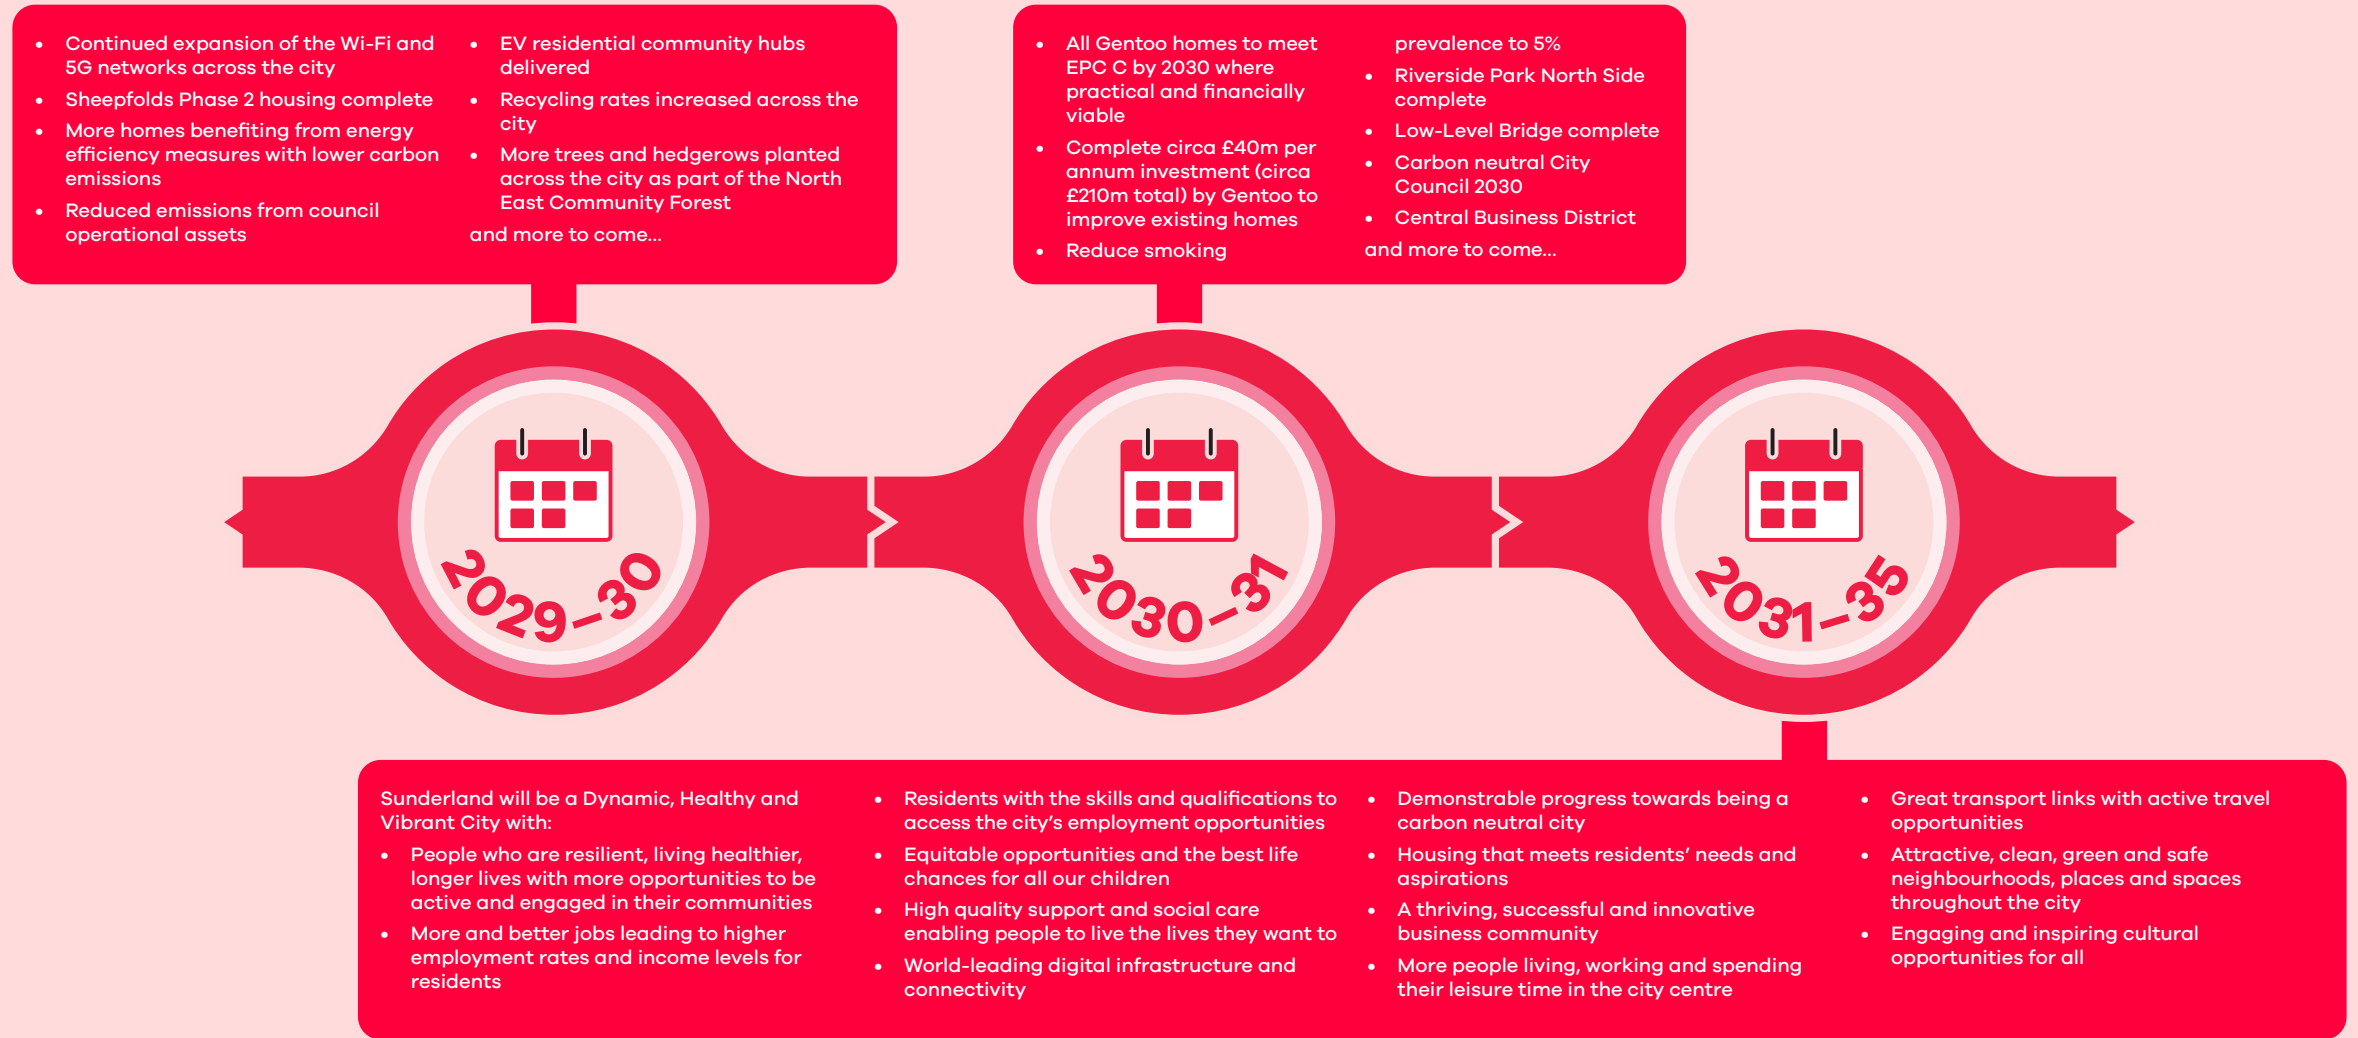 • Continued expansion of the Wi-Fi and
5G networks across the city
• Sheepfolds Phase 2 housing complete
• More homes benefiting from energy
efficiency measures with lower carbon
emissions
• Reduced emissions from council
operational assets
• EV residential community hubs
delivered
• Recycling rates increased across the
city
• More trees and hedgerows planted
across the city as part of the North
East Community Forest
and more to come...
• All Gentoo homes to meet
EPC C by 2030 where
practical and financially
viable
• Complete circa £40m per
annum investment (circa
£210m total) by Gentoo to
improve existing homes
• Reduce smoking
prevalence to 5%
• Riverside Park North Side
complete
• Low-Level Bridge complete
• Carbon neutral City
Council 2030
• Central Business District
and more to come...
2029–30
2030–31
2031–35
Sunderland will be a Dynamic, Healthy and
Vibrant City with:
• People who are resilient, living healthier,
longer lives with more opportunities to be
active and engaged in their communities
• More and better jobs leading to higher
employment rates and income levels for
residents
• Residents with the skills and qualifications to
access the city’s employment opportunities
• Equitable opportunities and the best life
chances for all our children
• High quality support and social care
enabling people to live the lives they want to
• World-leading digital infrastructure and
connectivity
• Demonstrable progress towards being a
carbon neutral city
• Housing that meets residents’ needs and
aspirations
• A thriving, successful and innovative
business community
• More people living, working and spending
their leisure time in the city centre
• Great transport links with active travel
opportunities
• Attractive, clean, green and safe
neighbourhoods, places and spaces
throughout the city
• Engaging and inspiring cultural
opportunities for all